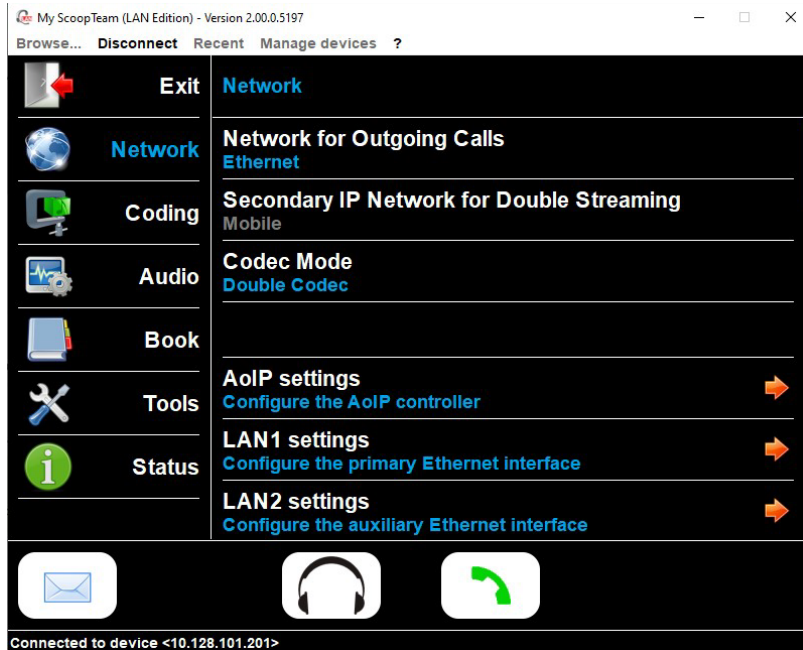 My ScoopTeam (LAN Edition) - Version 2.00.0.5197
Browse... Disconnect Recent Manage devices ?
Exit
Network
Coding
Audio
Book
Tools
Status
Network
Network for Outgoing Calls
Ethernet
Secondary IP Network for Double Streaming
Mobile
Codec Mode
Double Codec
AoIP settings
Configure the AoIP controller
LAN1 settings
Configure the primary Ethernet interface
LAN2 settings
Configure the auxiliary Ethernet interface
Connected to device <10.128.101.201>